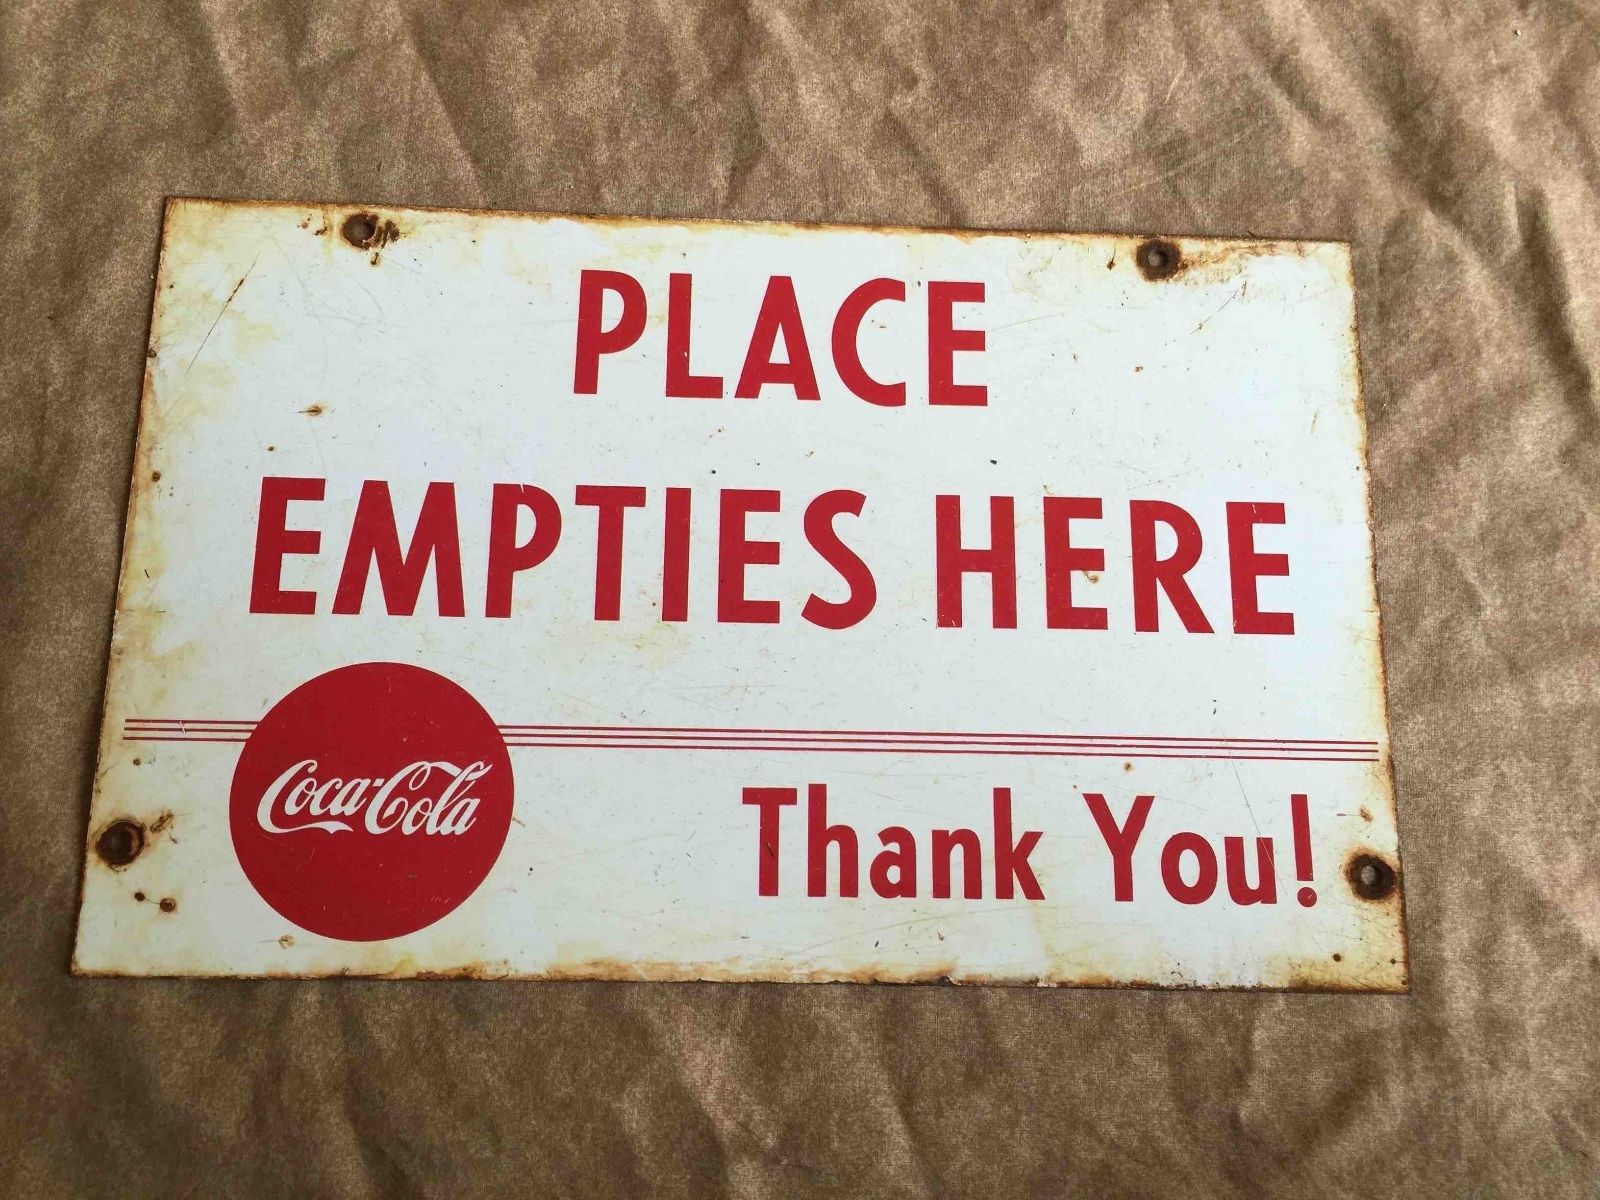 PLACE
EMPTIES HERE
Coca-Cola
Thank You!